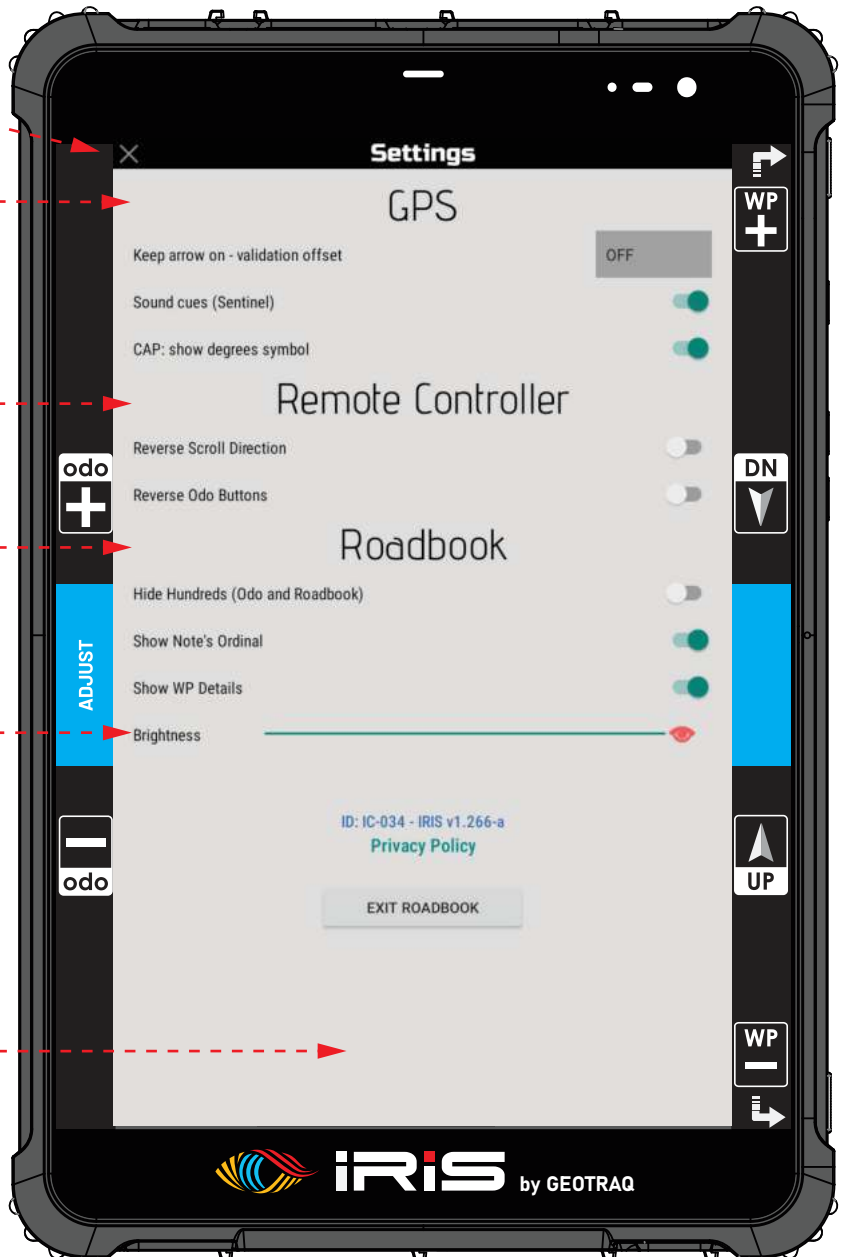 Settings
GPS
Keep arrow on - validation offset OFF
Sound cues (Sentinel)
CAP: show degrees symbol
Remote Controller
Reverse Scroll Direction
Reverse Odo Buttons
Roadbook
Hide Hundreds (Odo and Roadbook)
Show Note's Ordinal
Show WP Details
Brightness
ID: IC-034 - IRIS v1.266-a
Privacy Policy
EXIT ROADBOOK
odo
+
ADJUST
−
odo
WP
+
DN
UP
WP
−
iRiS by GEOTRAQ